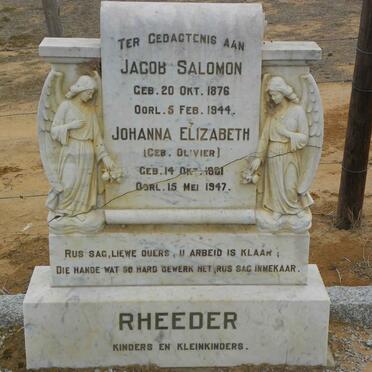 TER GEDAGTENIS AAN
JACOB SALOMON
GEB. 20 OKT. 1876
OORL. 5 FEB. 1944.
JOHANNA ELIZABETH
(GEB. OLIVIER)
GEB. 14 OKT. 1881
OORL. 15 MEI 1947.
RUS SAG, LIEWE OUERS, U ARBEID IS KLAAR;
DIE HANDE WAT SO HARD GEWERK HET, RUS SAG INMEKAAR.
RHEEDER
KINDERS EN KLEINKINDERS.